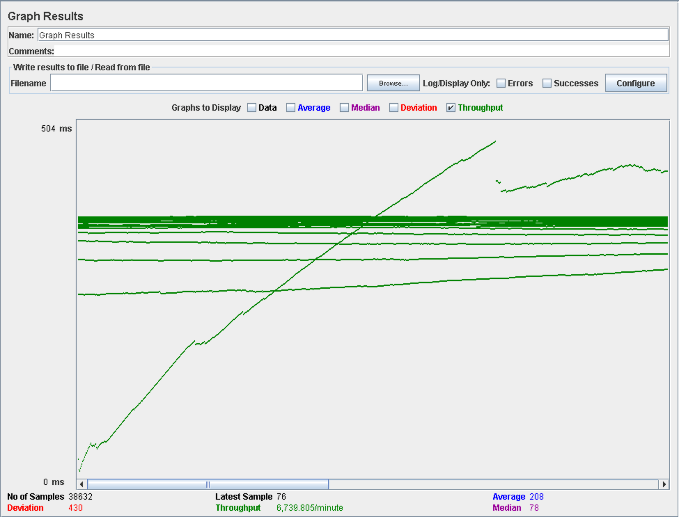 Graph Results
Name: Graph Results
Comments:
Write results to file / Read from file
Filename Browse... Log/Display Only: Errors Successes Configure
Graphs to Display Data Average Median Deviation Throughput
504 ms
0 ms
No of Samples 38632 Latest Sample 76 Average 208
Deviation 430 Throughput 6,739.805/minute Median 78